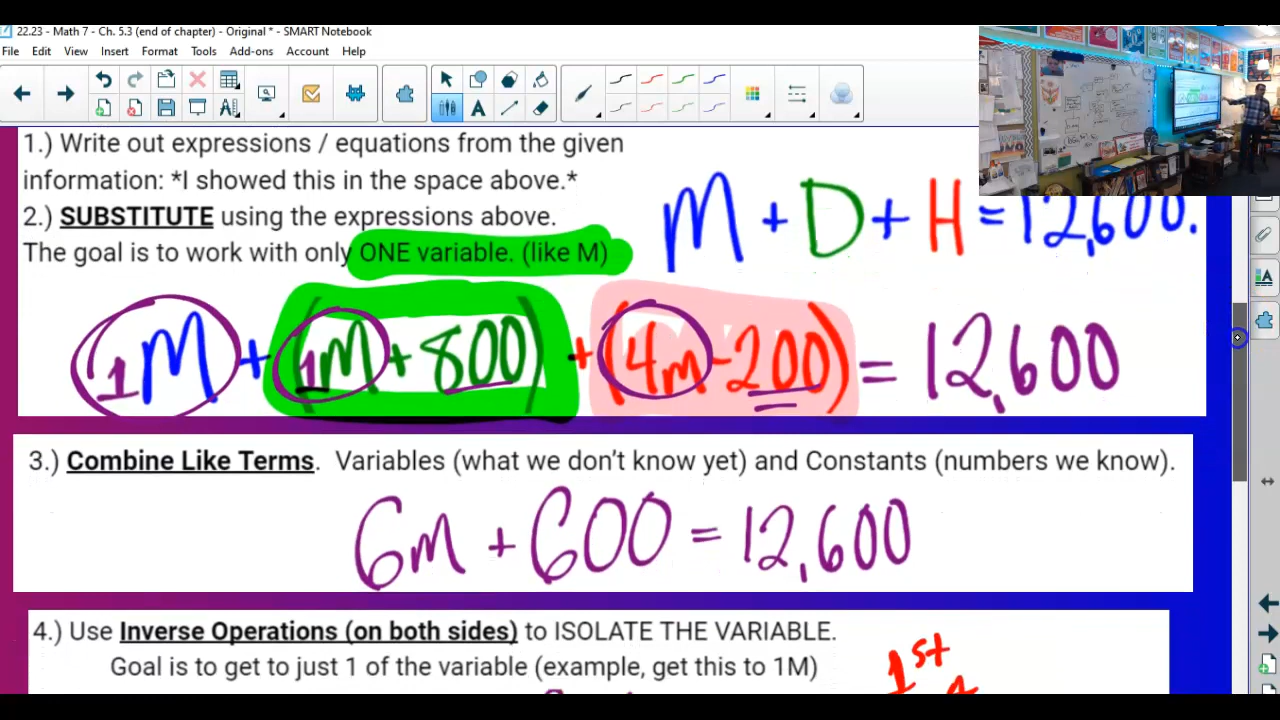 22.23 - Math 7 - Ch. 5.3 (end of chapter) - Original * - SMART Notebook
File Edit View Insert Format Tools Add-ons Account Help
1.) Write out expressions / equations from the given
information: *I showed this in the space above.*
2.) SUBSTITUTE using the expressions above.
The goal is to work with only ONE variable. (like M)
M + D + H = 12,600.
1M + (1M + 800) + (4m - 200) = 12,600
3.) Combine Like Terms. Variables (what we don't know yet) and Constants (numbers we know).
6m + 600 = 12,600
4.) Use Inverse Operations (on both sides) to ISOLATE THE VARIABLE.
1st
Goal is to get to just 1 of the variable (example, get this to 1M)